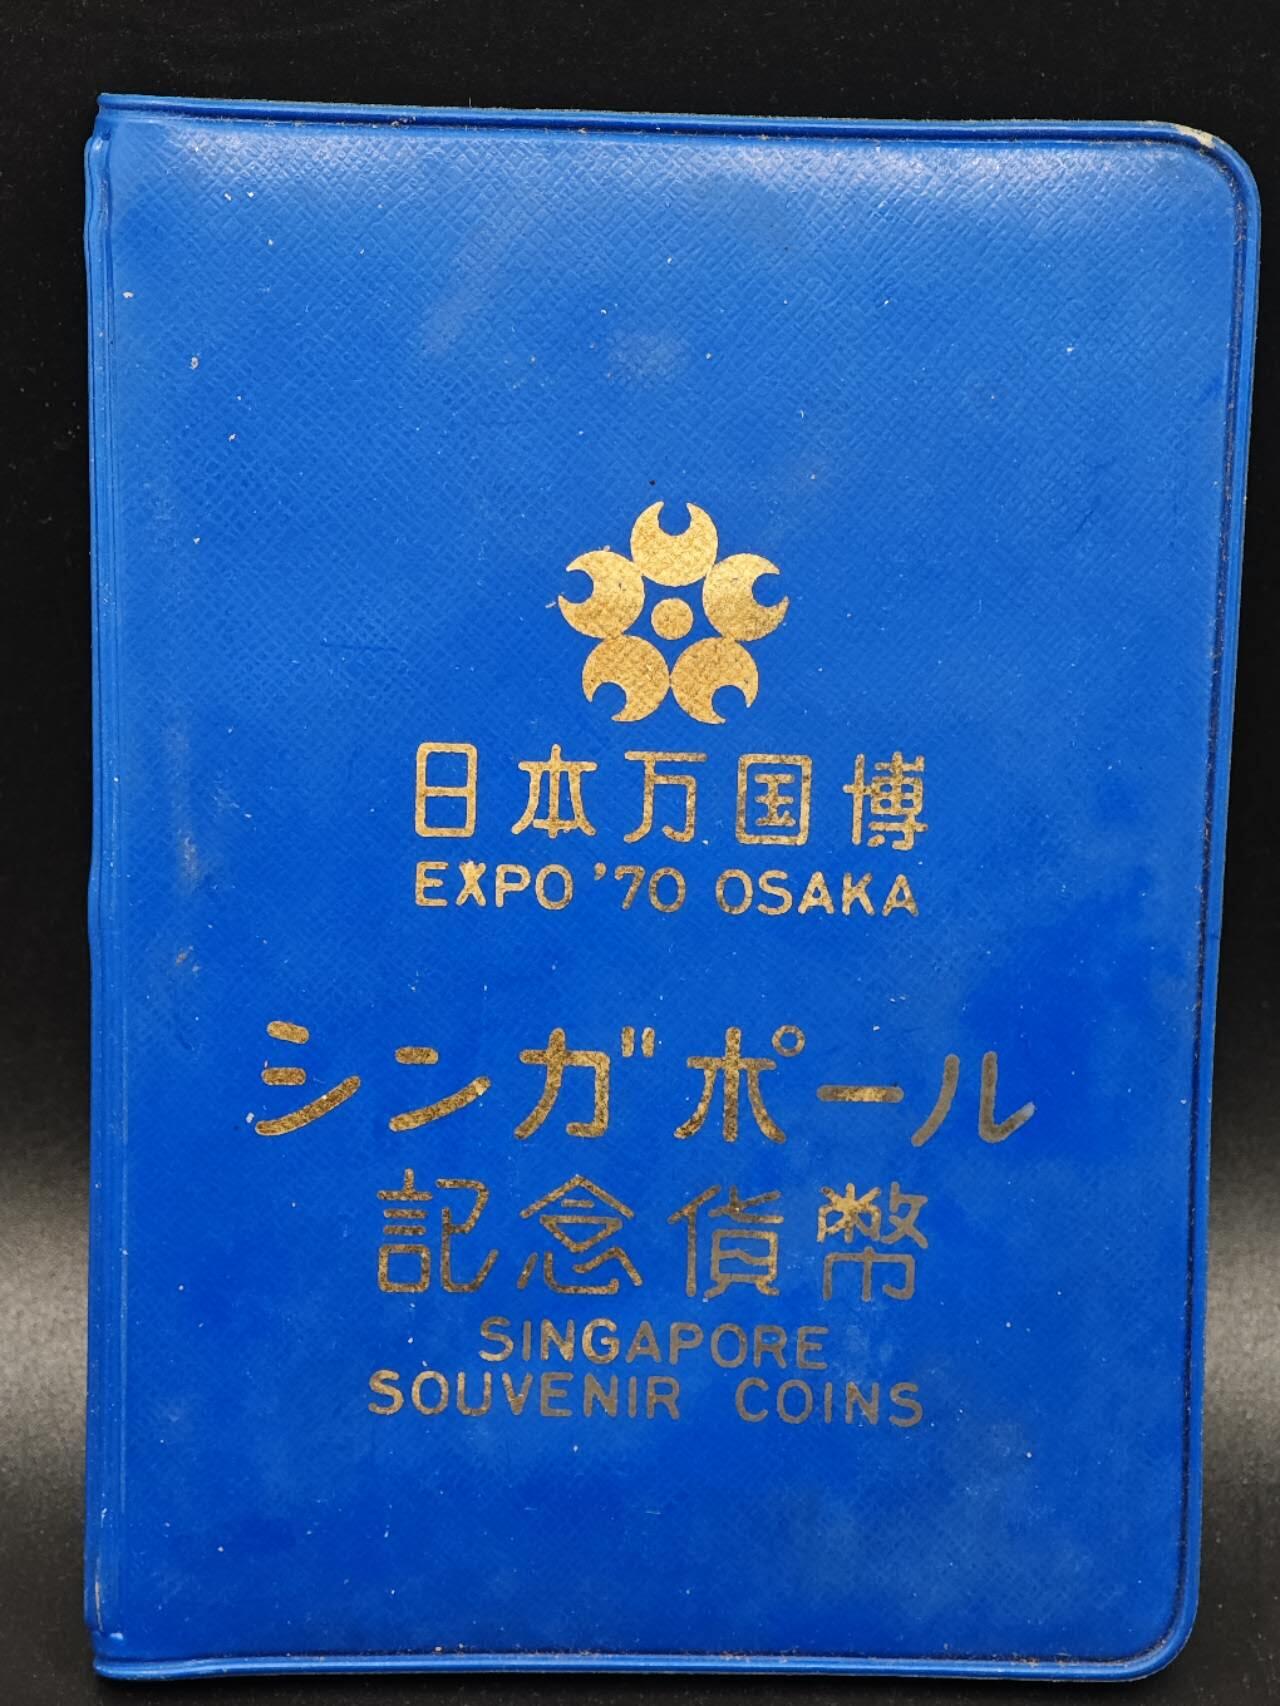 日本万国博
EXPO '70 OSAKA
シンガポール
記念貨幣
SINGAPORE
SOUVENIR COINS